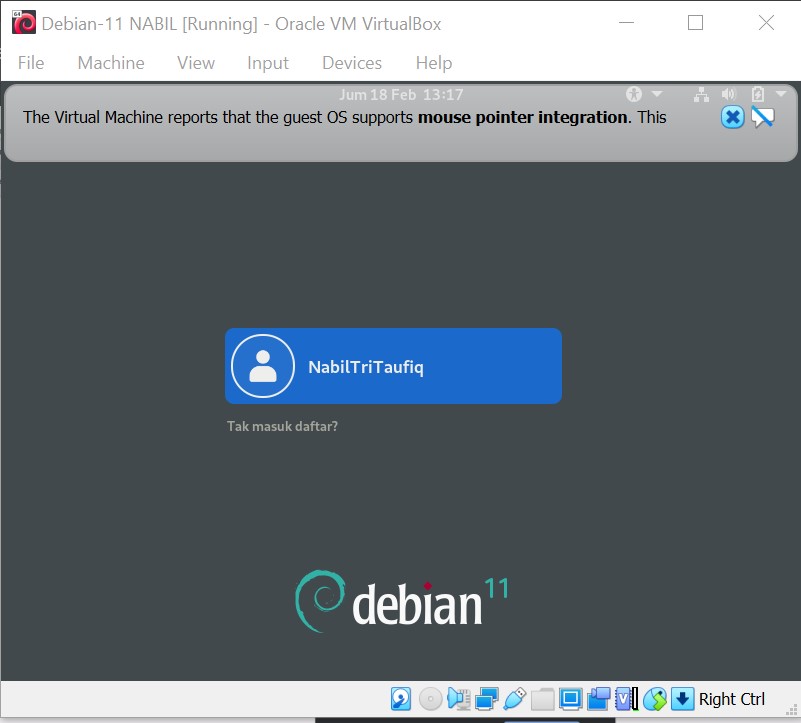 Debian-11 NABIL [Running] - Oracle VM VirtualBox
File Machine View Input Devices Help
Jum 18 Feb 13:17
The Virtual Machine reports that the guest OS supports mouse pointer integration. This
NabilTriTaufiq
Tak masuk daftar?
debian 11
Right Ctrl